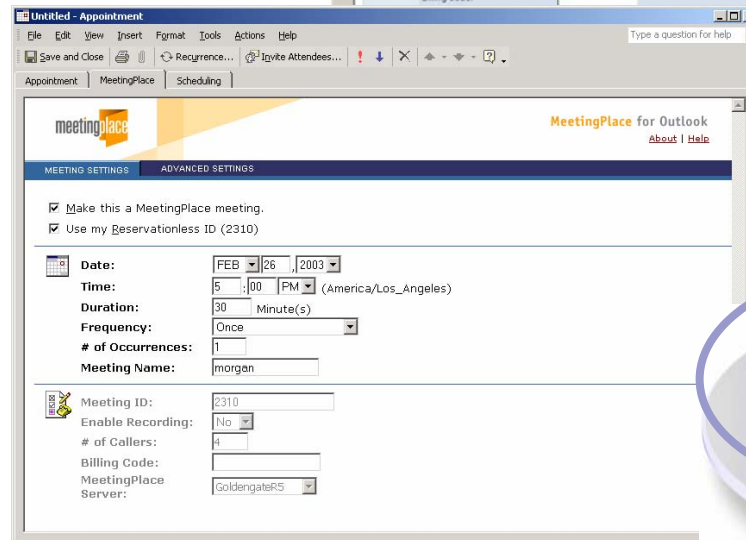 Untitled - Appointment
File Edit View Insert Format Tools Actions Help
Type a question for help
Save and Close Recurrence... Invite Attendees...
Appointment MeetingPlace Scheduling
meetingplace
MeetingPlace for Outlook
About | Help
MEETING SETTINGS ADVANCED SETTINGS
Make this a MeetingPlace meeting.
Use my Reservationless ID (2310)
Date: FEB 26 , 2003
Time: 5 : 00 PM (America/Los_Angeles)
Duration: 30 Minute(s)
Frequency: Once
# of Occurrences: 1
Meeting Name: morgan
Meeting ID: 2310
Enable Recording: No
# of Callers: 4
Billing Code:
MeetingPlace
Server: GoldengateR5